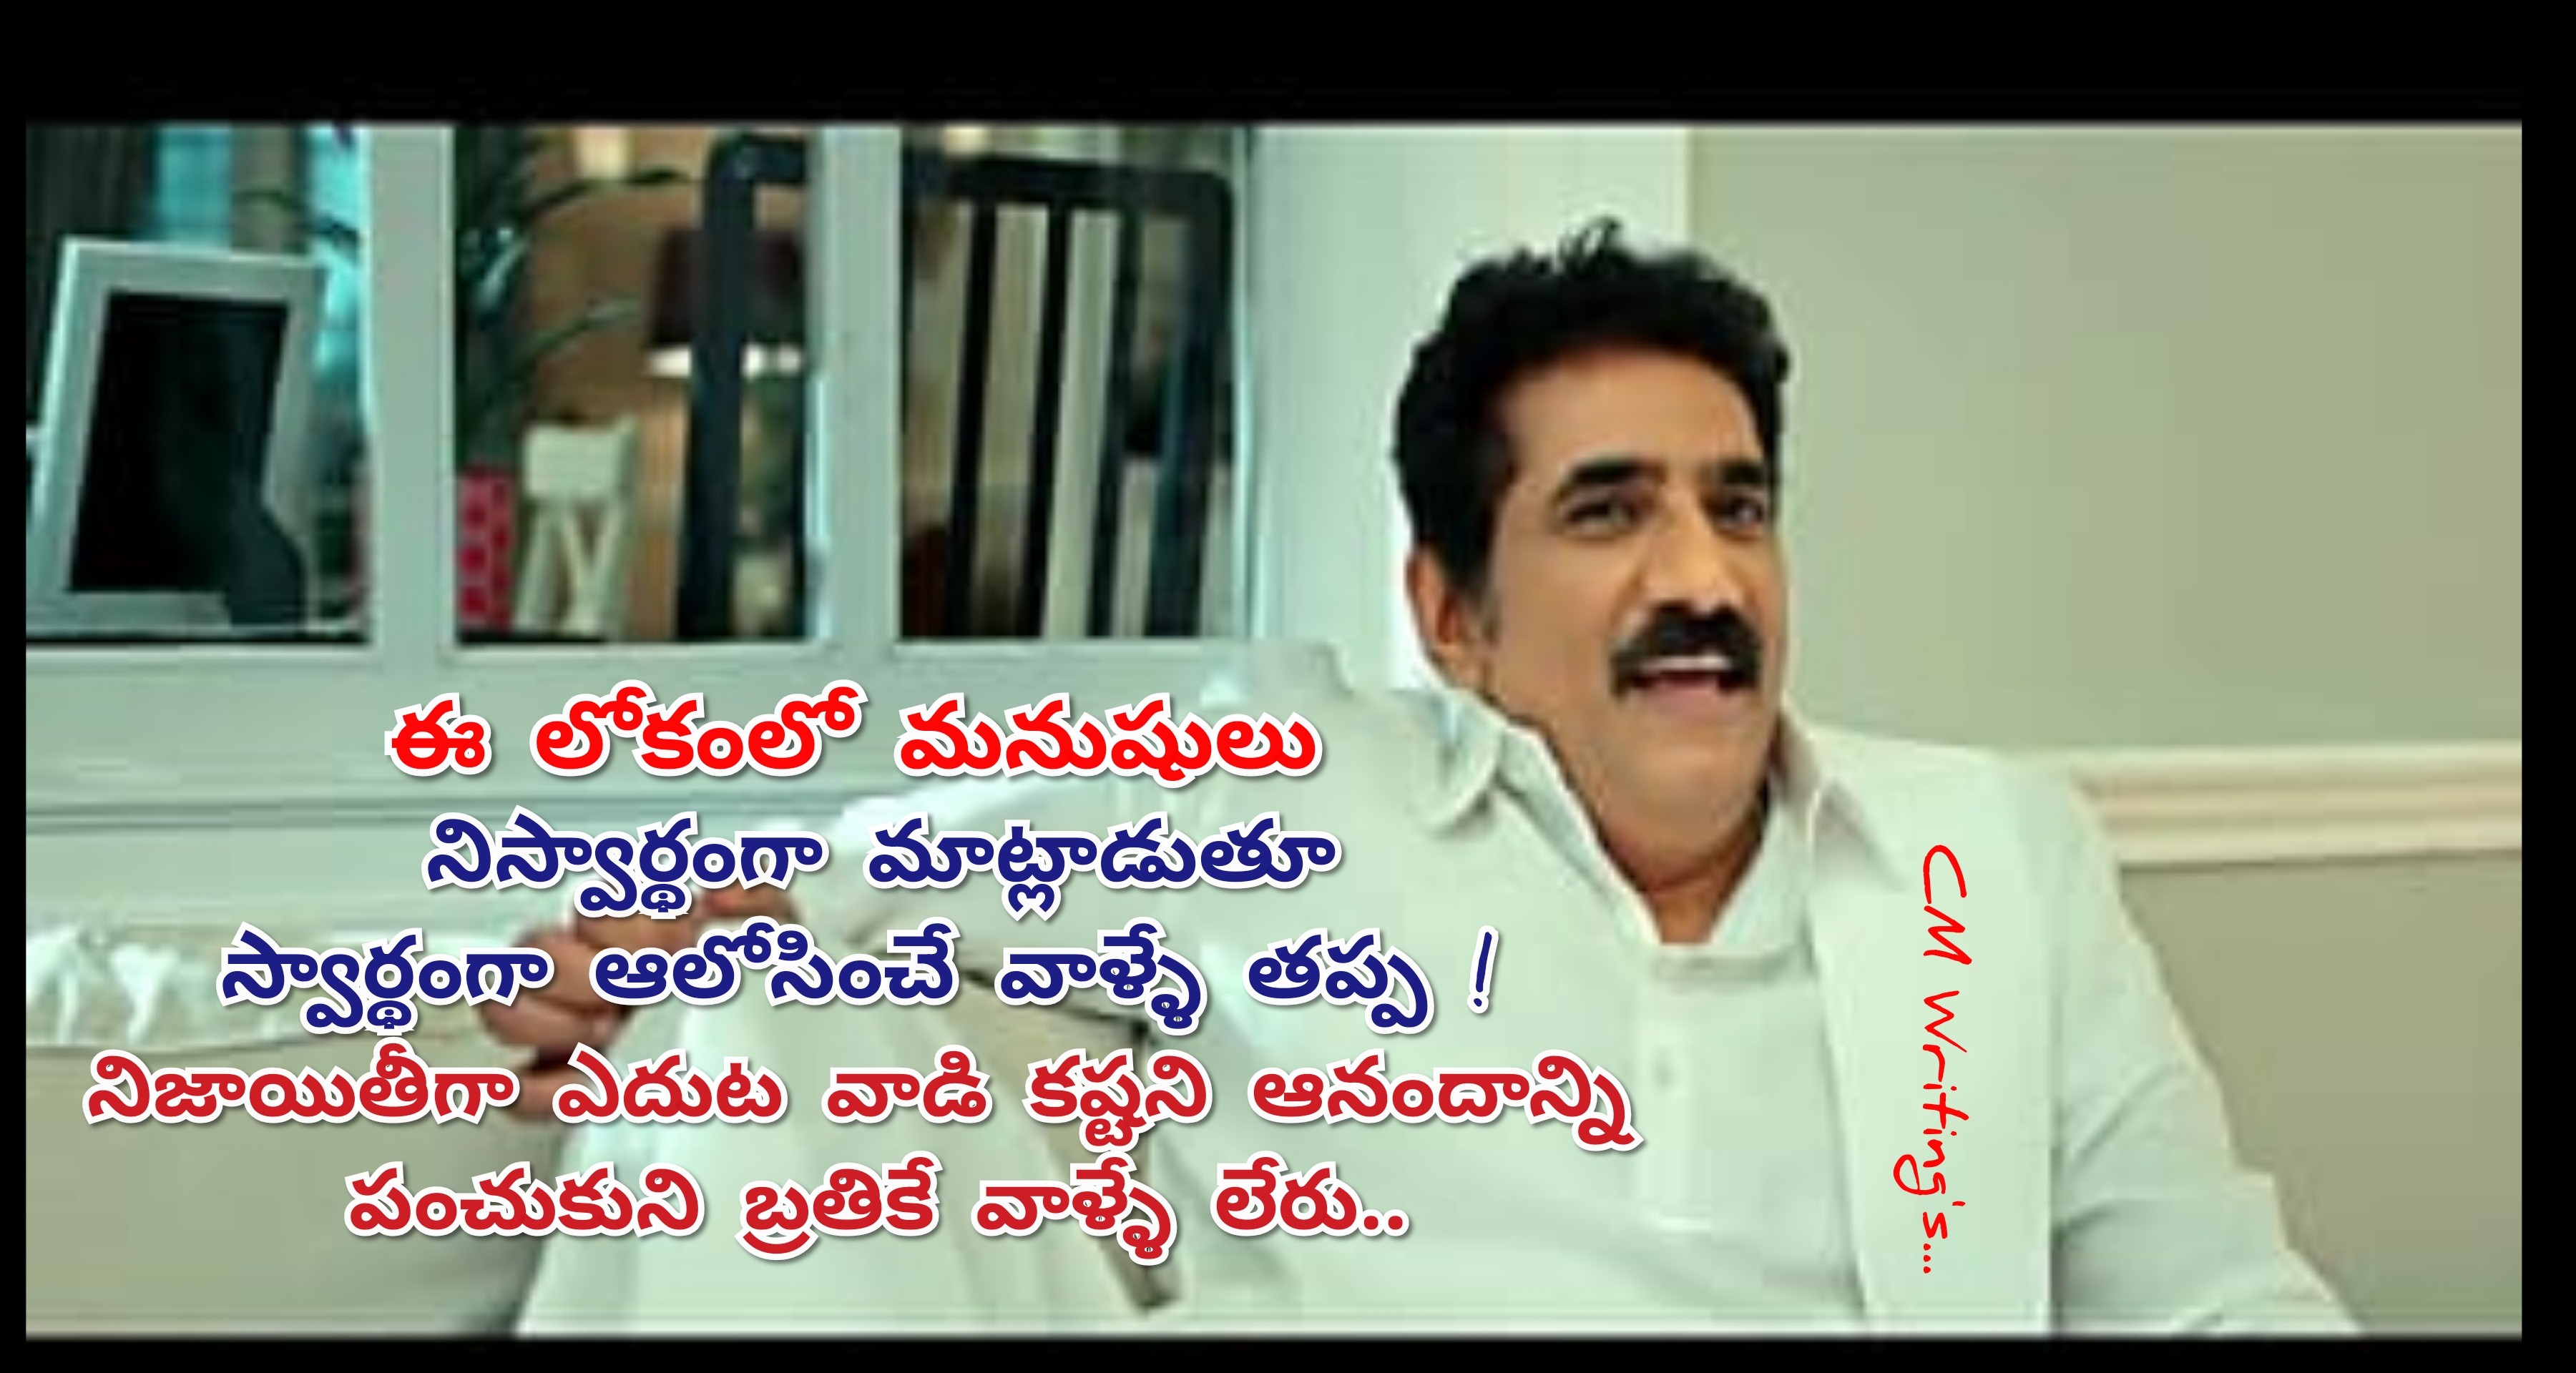 ఈ లోకంలో మనుషులు
నిస్వార్థంగా మాట్లాడుతూ
స్వార్థంగా ఆలోసించే వాళ్ళే తప్ప !
నిజాయితీగా ఎదుట వాడి కష్టని ఆనందాన్ని
పంచుకుని బ్రతికే వాళ్ళే లేరు..
CM Writing's...